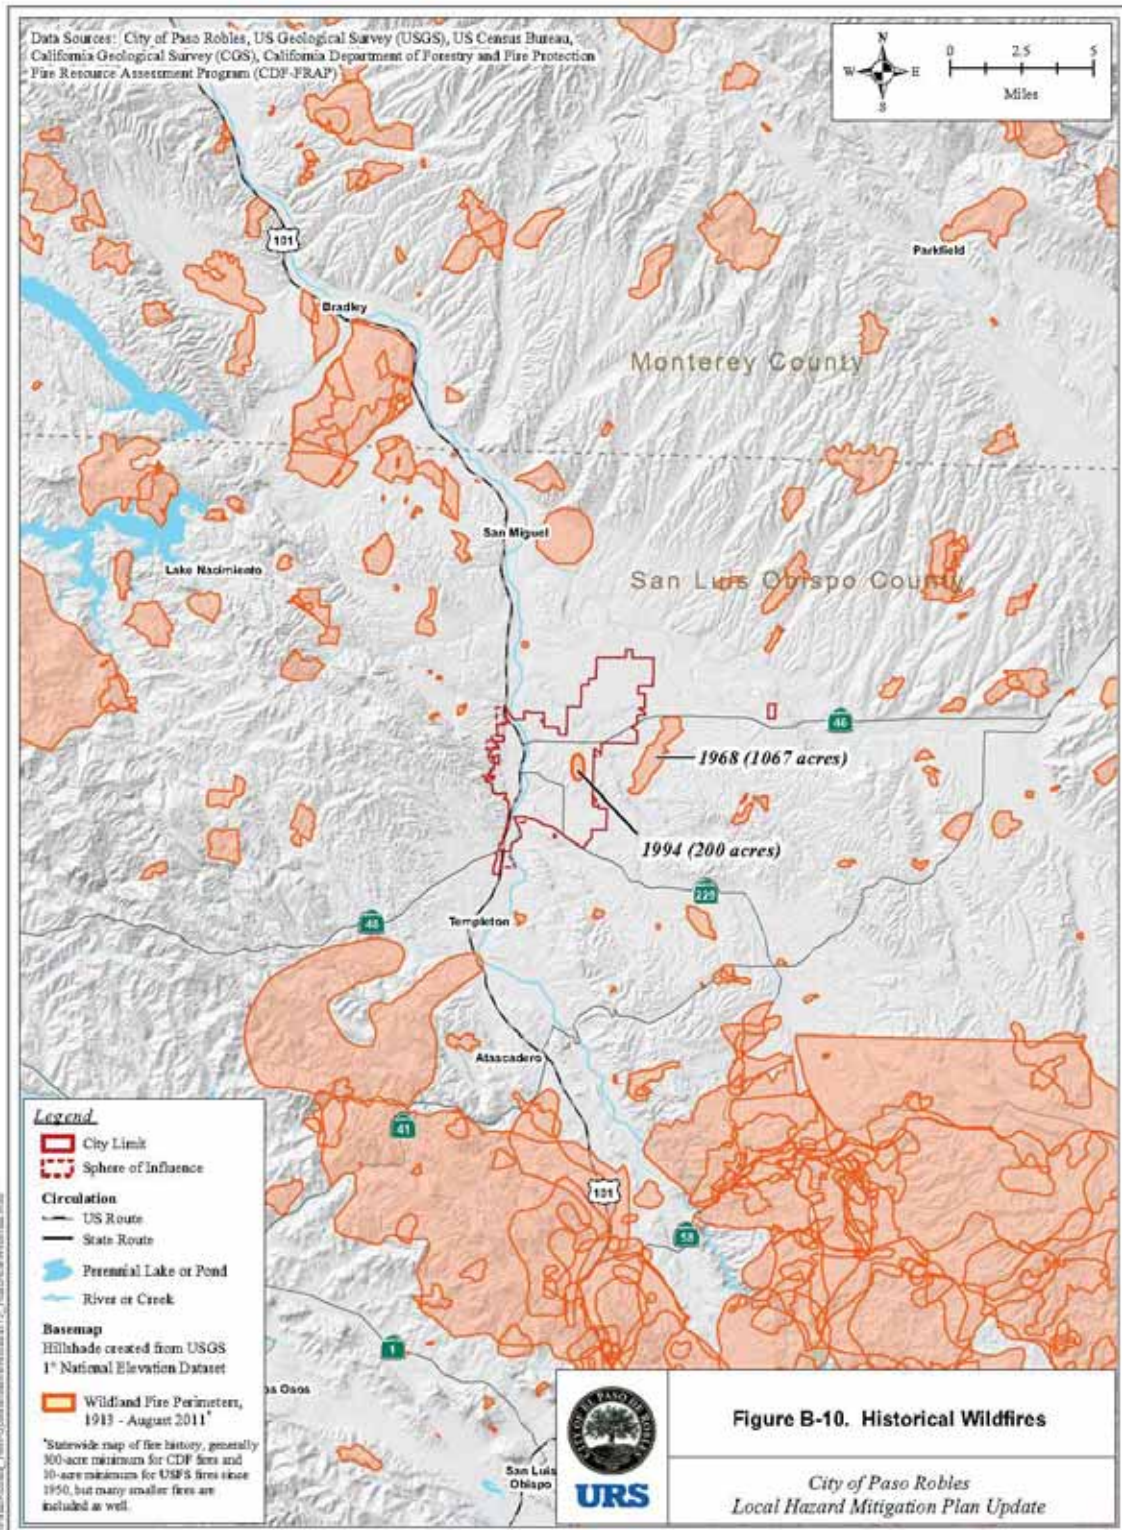 Data Sources: City of Paso Robles, US Geological Survey (USGS), US Census Bureau,
California Geological Survey (CGS), California Department of Forestry and Fire Protection
Fire Resource Assessment Program (CDF-FRAP)
N
W E
S
0 2.5 5
Miles
101
Parkfield
Bradley
Monterey County
San Miguel
Lake Nacimiento
San Luis Obispo County
46
1968 (1067 acres)
1994 (200 acres)
229
46
Templeton
Atascadero
41
101
58
1
os Osos
San Luis
Obispo
Legend
City Limit
Sphere of Influence
Circulation
US Route
State Route
Perennial Lake or Pond
River or Creek
Basemap
Hillshade created from USGS
1" National Elevation Dataset
Wildland Fire Perimeters,
1913 - August 2011*
*Statewide map of fire history, generally
300-acre minimum for CDF fires and
10-acre minimum for USFS fires since
1950, but many smaller fires are
included as well.
URS
Figure B-10. Historical Wildfires
City of Paso Robles
Local Hazard Mitigation Plan Update